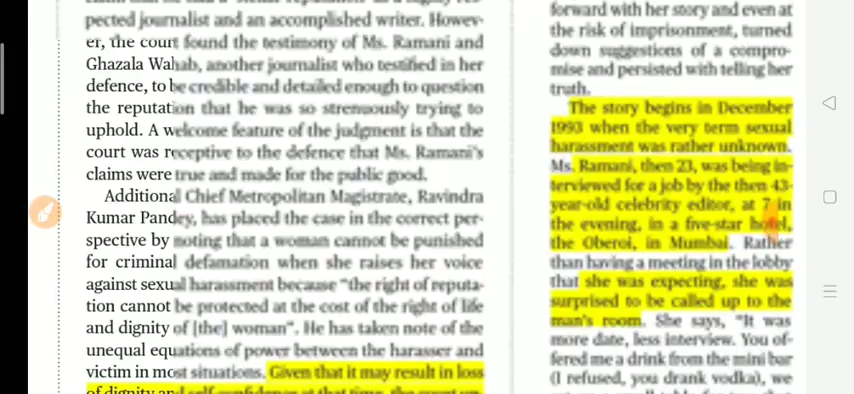 pected journalist and an accomplished writer. Howev-
er, the court found the testimony of Ms. Ramani and
Ghazala Wahab, another journalist who testified in her
defence, to be credible and detailed enough to question
the reputation that he was so strenuously trying to
uphold. A welcome feature of the judgment is that the
court was receptive to the defence that Ms. Ramani's
claims were true and made for the public good.
Additional Chief Metropolitan Magistrate, Ravindra
Kumar Pandey, has placed the case in the correct per-
spective by noting that a woman cannot be punished
for criminal defamation when she raises her voice
against sexual harassment because "the right of reputa-
tion cannot be protected at the cost of the right of life
and dignity of [the] woman". He has taken note of the
unequal equations of power between the harasser and
victim in most situations. Given that it may result in loss
of dignity and self-confidence at that time, the court
forward with her story and even at
the risk of imprisonment, turned
down suggestions of a compro-
mise and persisted with telling her
truth.
The story begins in December
1993 when the very term sexual
harassment was rather unknown.
Ms. Ramani, then 23, was being in-
terviewed for a job by the then 43-
year-old celebrity editor, at 7 in
the evening, in a five-star hotel,
the Oberoi, in Mumbai. Rather
than having a meeting in the lobby
that she was expecting, she was
surprised to be called up to the
man's room. She says, "It was
more date, less interview. You of-
fered me a drink from the mini bar
(I refused, you drank vodka), we